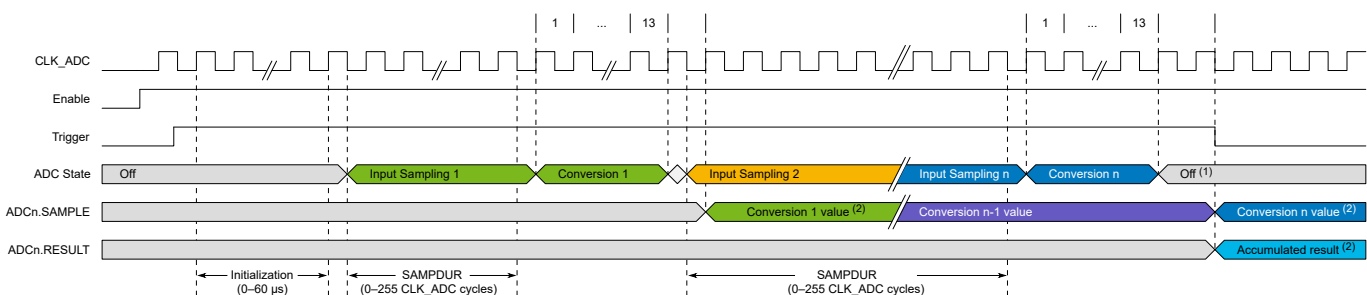 1 ... 13 1 ... 13
CLK_ADC
Enable
Trigger
ADC State Off Input Sampling 1 Conversion 1 Input Sampling 2 Input Sampling n Conversion n Off (1)
ADCn.SAMPLE Conversion 1 value (2) Conversion n-1 value Conversion n value (2)
ADCn.RESULT Accumulated result (2)
Initialization SAMPDUR SAMPDUR
(0–60 µs) (0–255 CLK_ADC cycles) (0–255 CLK_ADC cycles)